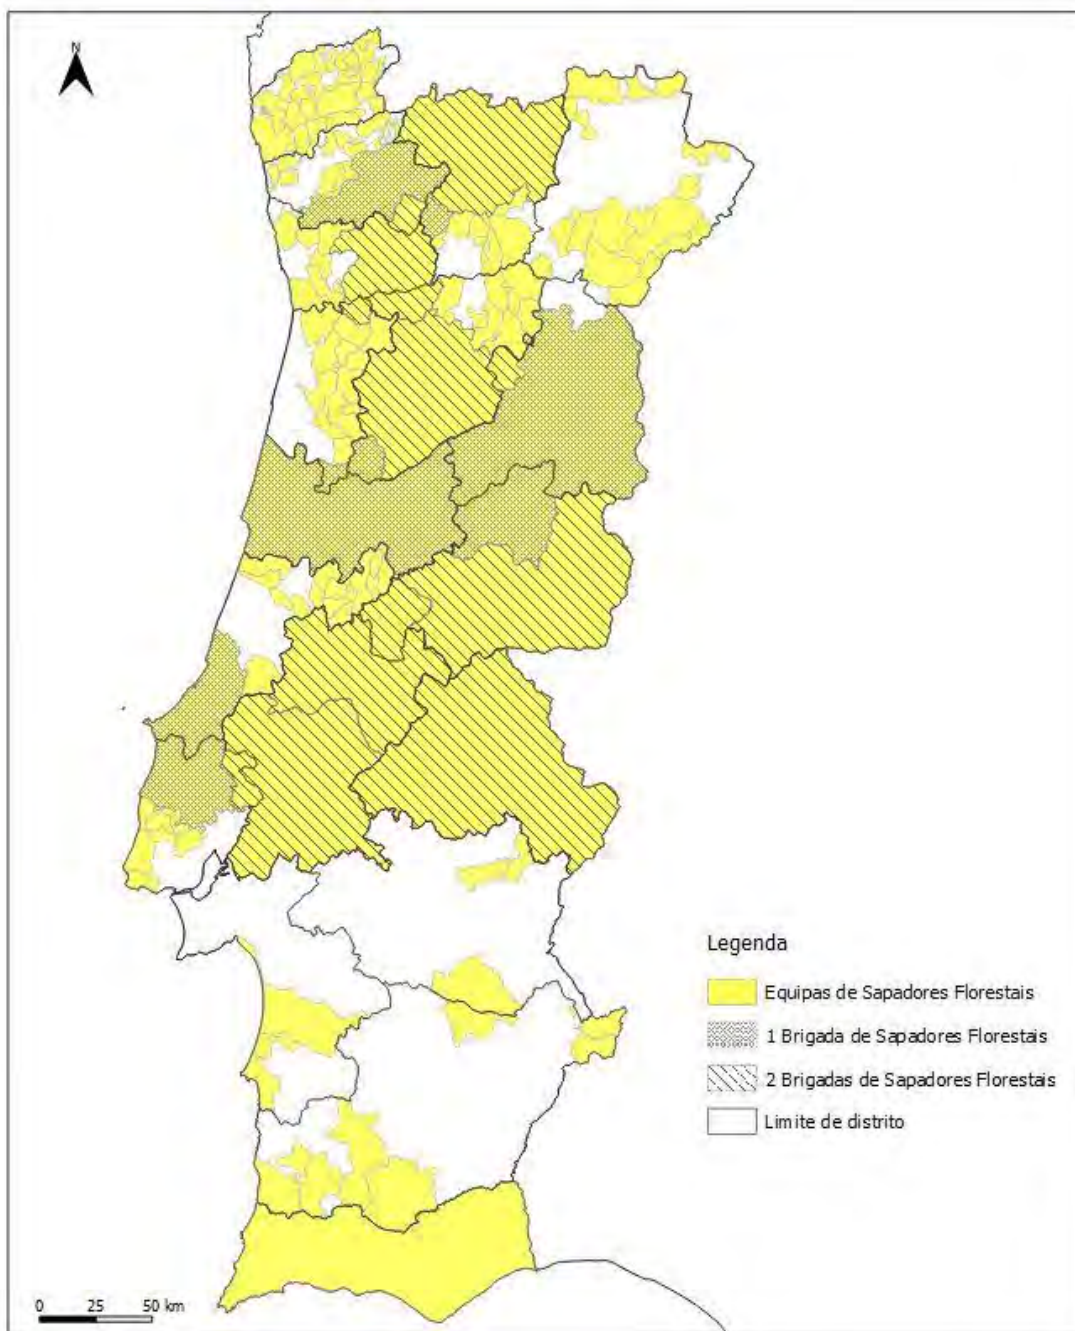 N
Legenda
Equipas de Sapadores Florestais
1 Brigada de Sapadores Florestais
2 Brigadas de Sapadores Florestais
Limite de distrito
0 25 50 km